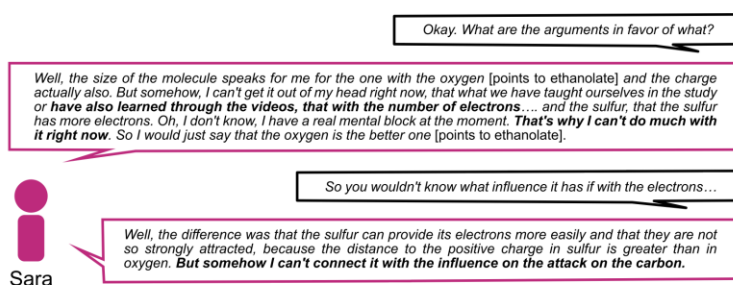 Okay. What are the arguments in favor of what?
Well, the size of the molecule speaks for me for the one with the oxygen [points to ethanolate] and the charge
actually also. But somehow, I can't get it out of my head right now, that what we have taught ourselves in the study
or have also learned through the videos, that with the number of electrons…. and the sulfur, that the sulfur
has more electrons. Oh, I don't know, I have a real mental block at the moment. That's why I can't do much with
it right now. So I would just say that the oxygen is the better one [points to ethanolate].
So you wouldn't know what influence it has if with the electrons…
Well, the difference was that the sulfur can provide its electrons more easily and that they are not
so strongly attracted, because the distance to the positive charge in sulfur is greater than in
oxygen. But somehow I can't connect it with the influence on the attack on the carbon.
Sara